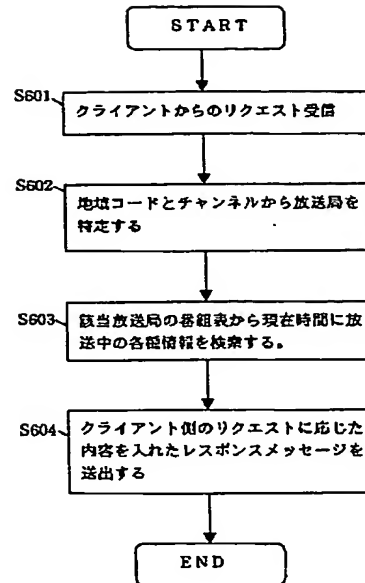 START
S601
クライアントからのリクエスト受信
S602
地域コードとチャンネルから放送局を
特定する
S603
該当放送局の番組表から現在時間に放
送中の各種情報を検索する。
S604
クライアント側のリクエストに応じた
内容を入れたレスポンスメッセージを
送出する
END